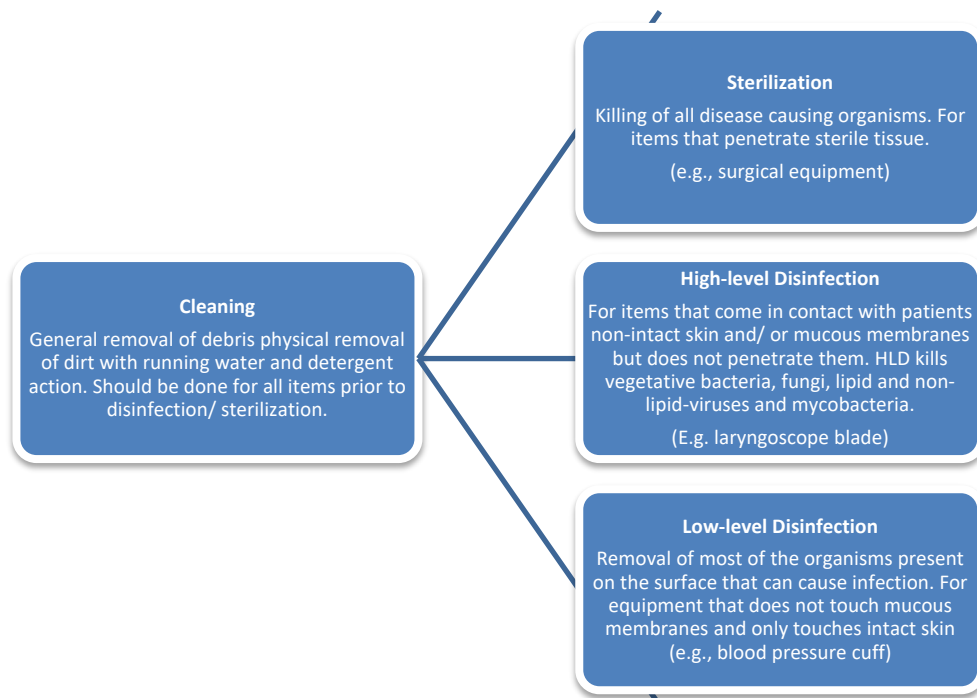 Cleaning
General removal of debris physical removal
of dirt with running water and detergent
action. Should be done for all items prior to
disinfection/ sterilization.
Sterilization
Killing of all disease causing organisms. For
items that penetrate sterile tissue.
(e.g., surgical equipment)
High-level Disinfection
For items that come in contact with patients
non-intact skin and/ or mucous membranes
but does not penetrate them. HLD kills
vegetative bacteria, fungi, lipid and non-
lipid-viruses and mycobacteria.
(E.g. laryngoscope blade)
Low-level Disinfection
Removal of most of the organisms present
on the surface that can cause infection. For
equipment that does not touch mucous
membranes and only touches intact skin
(e.g., blood pressure cuff)